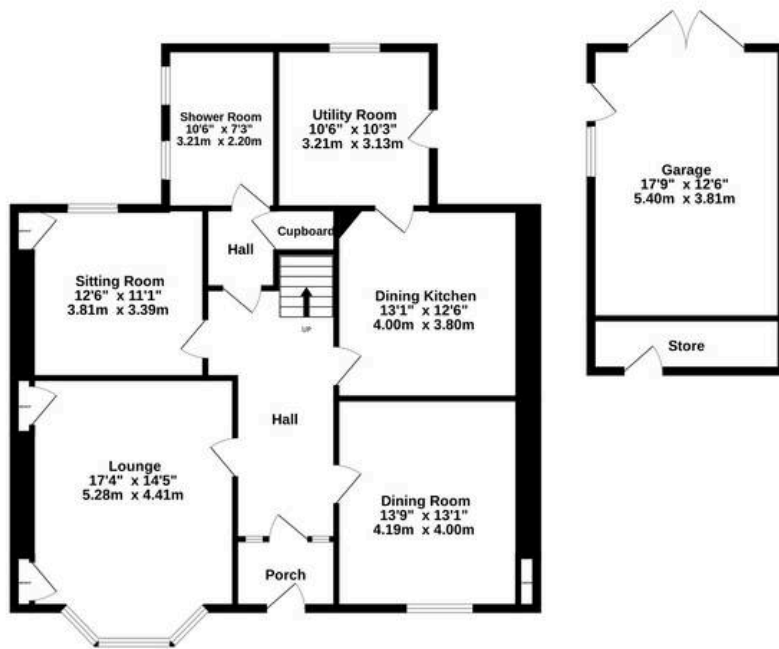 Shower Room
10'6" x 7'3"
3.21m x 2.20m
Utility Room
10'6" x 10'3"
3.21m x 3.13m
Garage
17'9" x 12'6"
5.40m x 3.81m
Hall
Cupboard
Sitting Room
12'6" x 11'1"
3.81m x 3.39m
Dining Kitchen
13'1" x 12'6"
4.00m x 3.80m
UP
Store
Hall
Lounge
17'4" x 14'5"
5.28m x 4.41m
Dining Room
13'9" x 13'1"
4.19m x 4.00m
Porch